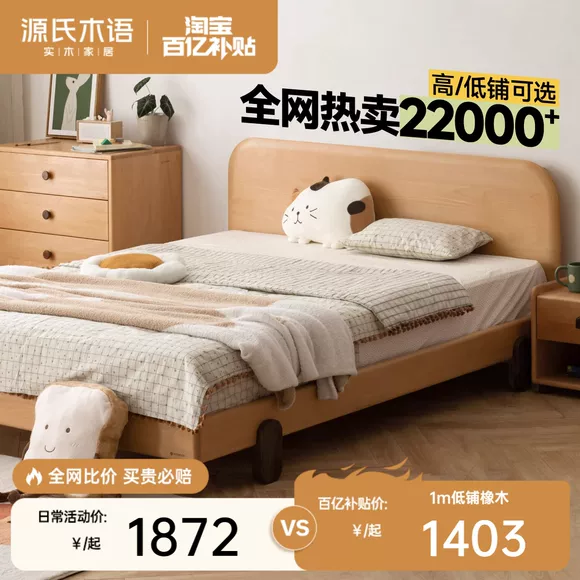 源氏木语
实木家居
淘宝
百亿补贴
高/低铺可选
全网热卖22000+
全网比价 买贵必赔
日常活动价:
¥/起
1872
VS
百亿补贴价:
¥/起
1m低铺橡木
1403